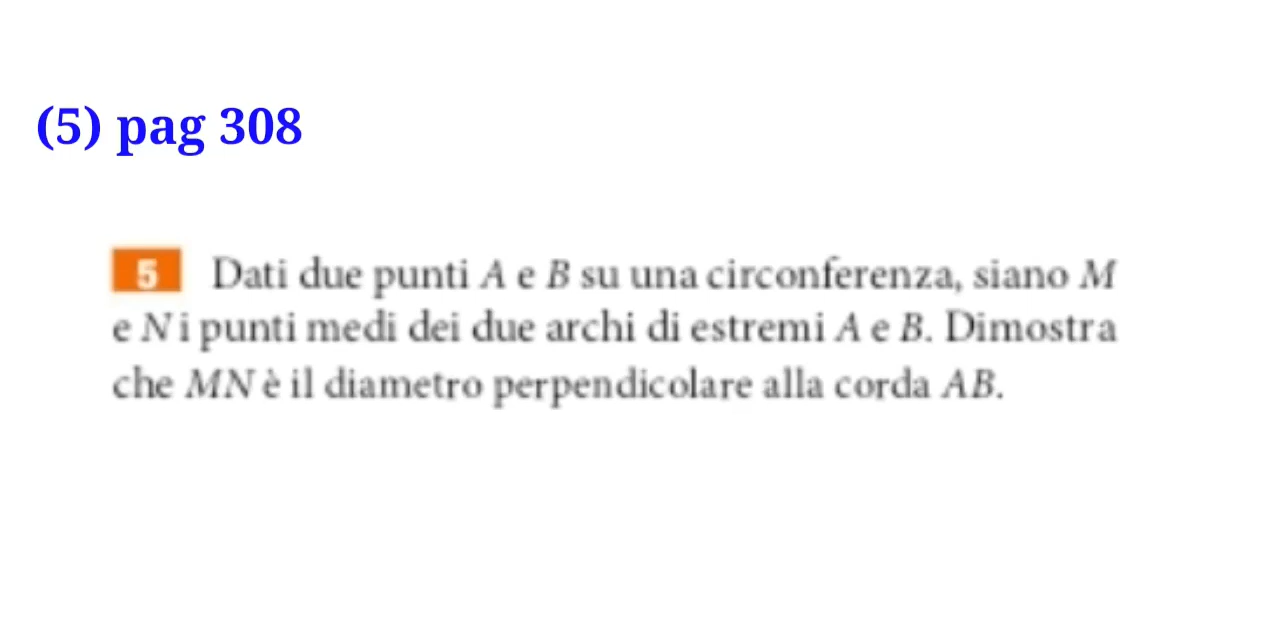 (5) pag 308
5 Dati due punti A e B su una circonferenza, siano M
e N i punti medi dei due archi di estremi A e B. Dimostra
che MN è il diametro perpendicolare alla corda AB.